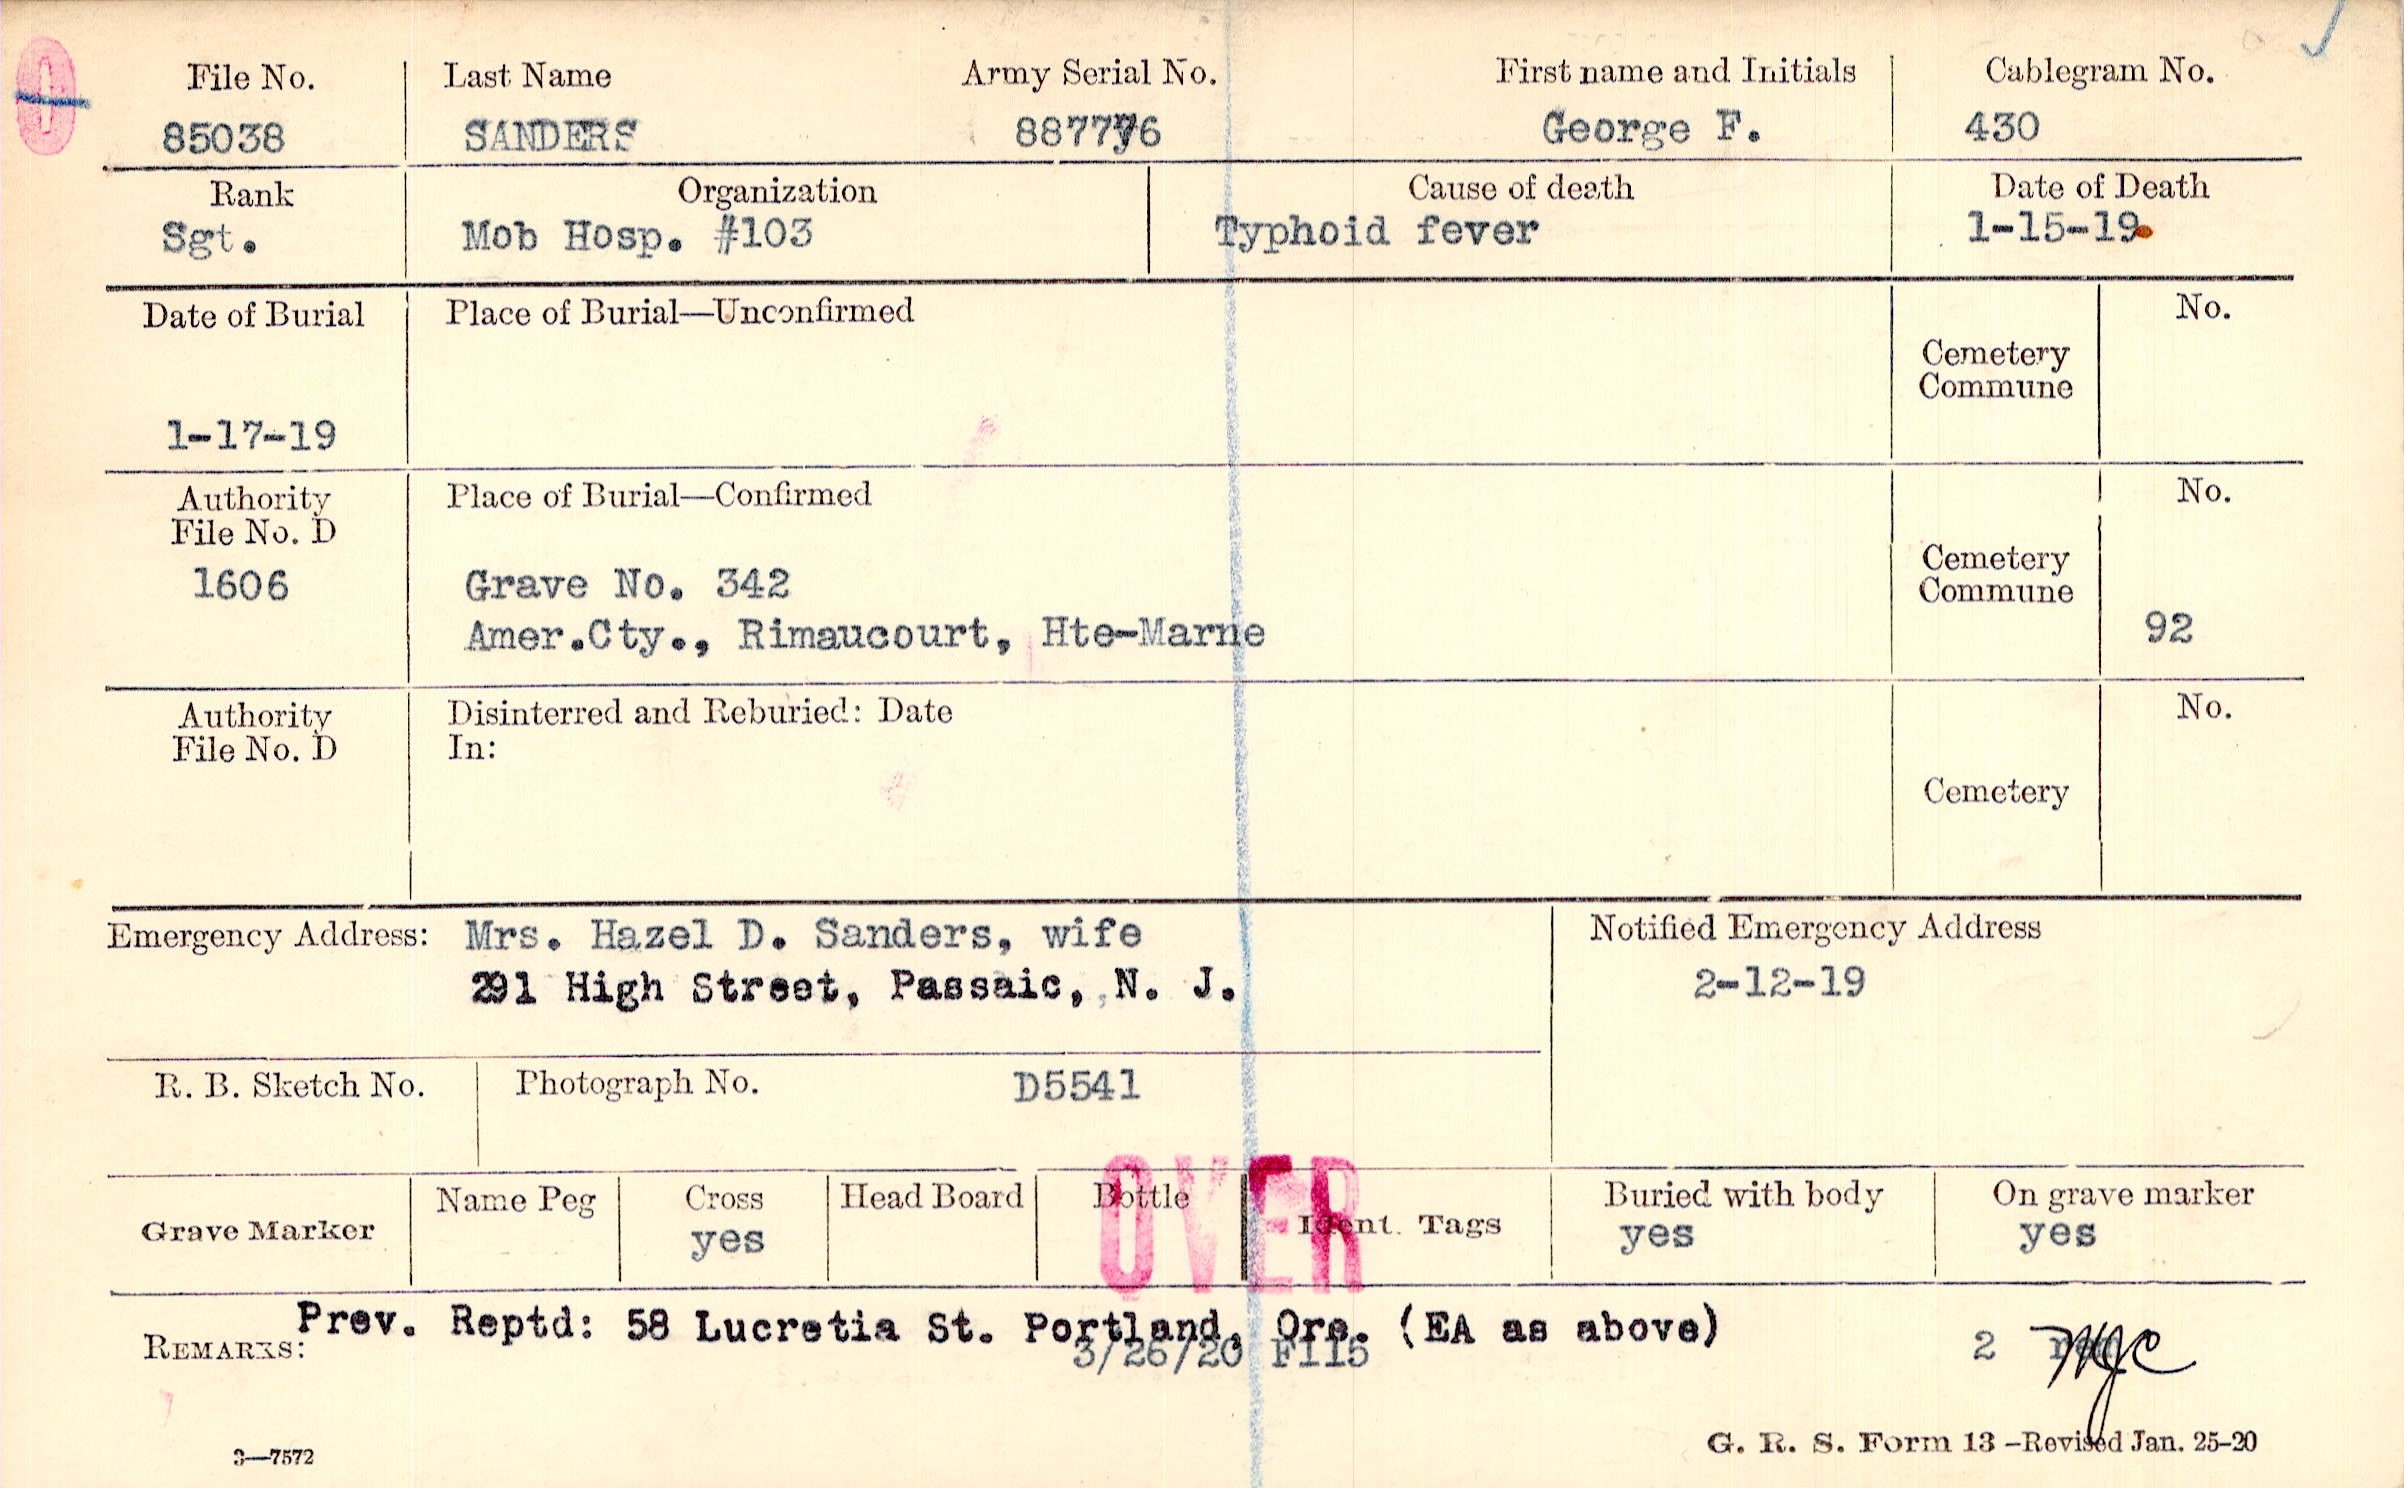 File No. Last Name Army Serial No. First name and Initials Cablegram No.
85038 SANDERS 887776 George F. 430
Rank Organization Cause of death Date of Death
Sgt. Mob Hosp. #103 Typhoid fever 1-15-19
Date of Burial Place of Burial—Unconfirmed No.
Cemetery
Commune
1-17-19
Authority Place of Burial—Confirmed No.
File No. D
Cemetery
1606 Grave No. 342 Commune
Amer.Cty., Rimaucourt, Hte-Marne 92
Authority Disinterred and Reburied: Date No.
File No. D In:
Cemetery
Emergency Address: Mrs. Hazel D. Sanders, wife Notified Emergency Address
291 High Street, Passaic, N. J. 2-12-19
R. B. Sketch No. Photograph No. D5541
OVER
Name Peg Cross Head Board Bottle Buried with body On grave marker
Grave Marker yes Ident. Tags yes yes
Prev. Reptd: 58 Lucretia St. Portland, Ore. (EA as above)
REMARKS: 3/26/20 F115 2 MJC
3—7572 G. R. S. Form 13 -Revised Jan. 25-20